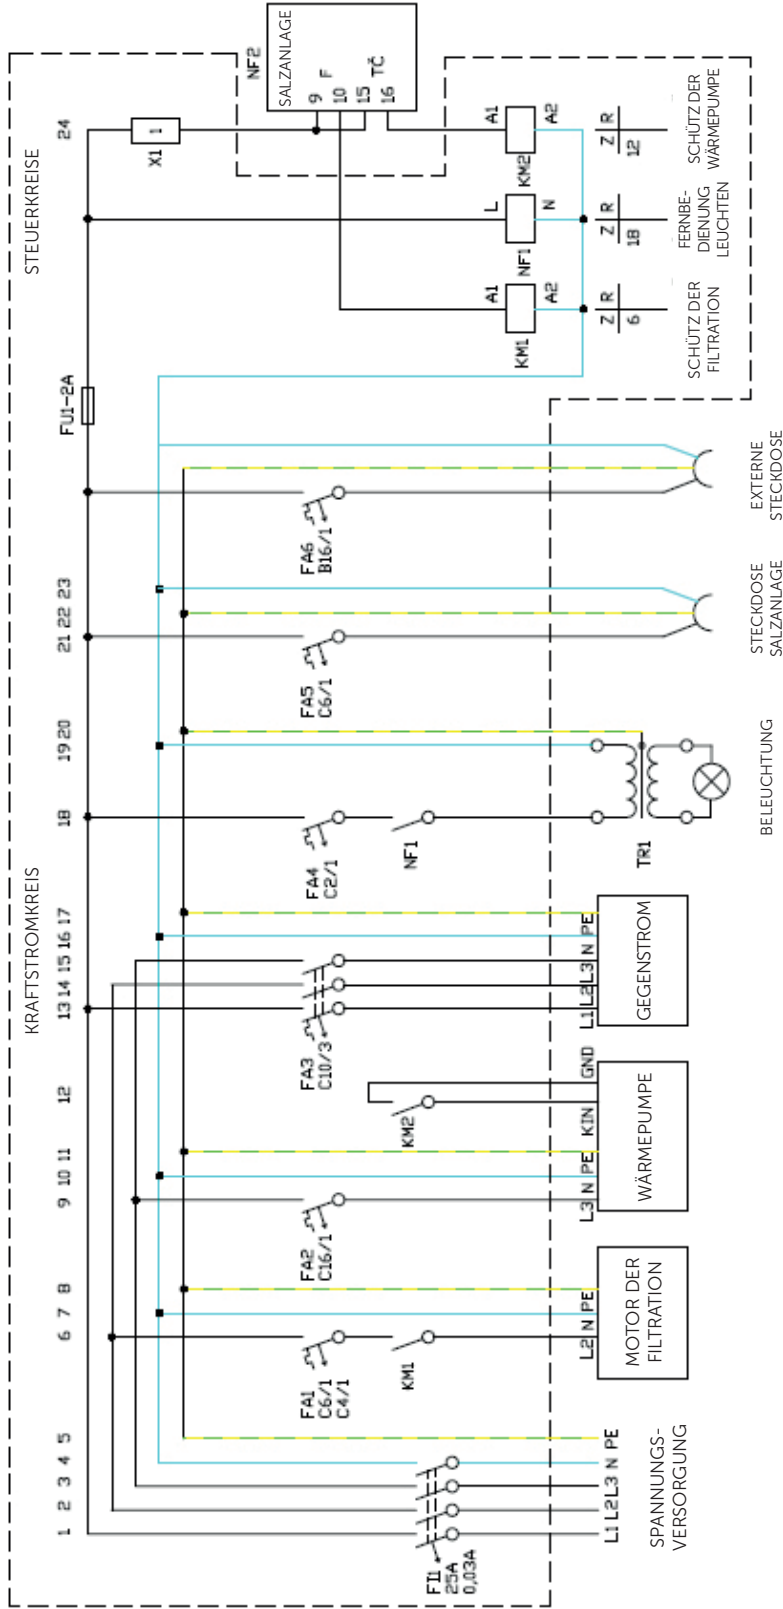 KRAFTSTROMKREIS
STEUERKREISE
1 2 3 4 5 6 7 8 9 10 11 12 13 14 15 16 17 18 19 20 21 22 23 24
FU1-2A
X1 1
NF2
SALZANLAGE
F TČ
9 10 15 16
FI1
25A
0,03A
FA1
C6/1
C4/1
KM1
FA2
C16/1
KM2
FA3
C10/3
FA4
C2/1
NF1
FA5
C6/1
FA6
B16/1
KM1
A1 A2
NF1
L N
KM2
A1 A2
Z R
6
Z R
18
Z R
12
SCHÜTZ DER
FILTRATION
FERNBE-
DIENUNG
LEUCHTEN
SCHÜTZ DER
WÄRMEPUMPE
L1 L2 L3 N PE
SPANNUNGS-
VERSORGUNG
L2 N PE
MOTOR DER
FILTRATION
L3 N PE KIN GND
WÄRMEPUMPE
L1 L2 L3 N PE
GEGENSTROM
TR1
BELEUCHTUNG
STECKDOSE
SALZANLAGE
EXTERNE
STECKDOSE